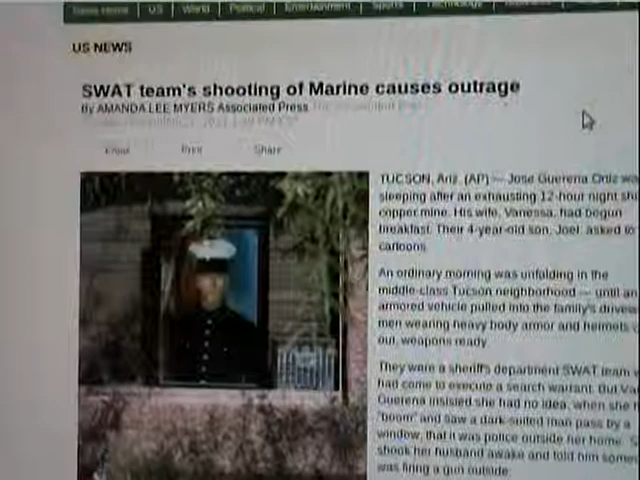 US
World
Political
Entertainment
Sports
Technology
US NEWS
SWAT team's shooting of Marine causes outrage
By AMANDA LEE MYERS Associated Press
Email Print Share
TUCSON, Ariz. (AP) — Jose Guerena Ortiz was
sleeping after an exhausting 12-hour night
copper mine. His wife, Vanessa, had begun
breakfast. Their 4-year-old son, Joel, asked to
cartoons.
An ordinary morning was unfolding in the
middle-class Tucson neighborhood — until an
armored vehicle pulled into the family's
men wearing heavy body armor and helmets
out, weapons ready.
They were a sheriff's department SWAT team
had come to execute a search warrant. But
Guerena insisted she had no idea, when she
"boom" and saw a dark-suited man pass by a
window, that it was police outside her home.
shook her husband awake and told him
was firing a gun outside.